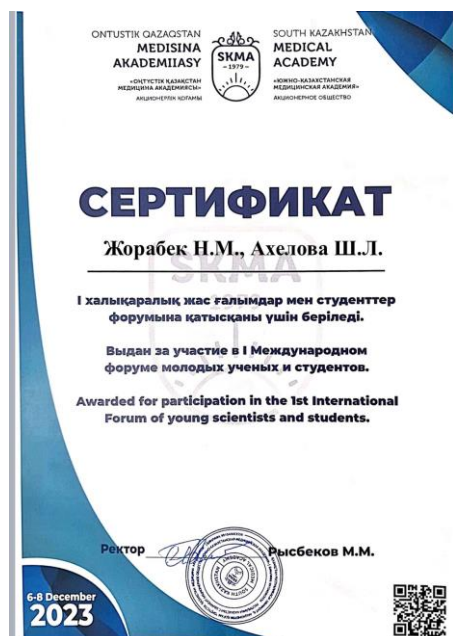 ONTUSTIK QAZAQSTAN
MEDISINA
AKADEMIIASY
«ОҢТҮСТІК ҚАЗАҚСТАН
МЕДИЦИНА АКАДЕМИЯСЫ»
АКЦИОНЕРЛІК ҚОҒАМЫ
SKMA
– 1979 –
SOUTH KAZAKHSTAN
MEDICAL
ACADEMY
«ЮЖНО-КАЗАХСТАНСКАЯ
МЕДИЦИНСКАЯ АКАДЕМИЯ»
АКЦИОНЕРНОЕ ОБЩЕСТВО
СЕРТИФИКАТ
Жорабек Н.М., Ахелова Ш.Л.
SKMA
I халықаралық жас ғалымдар мен студенттер
форумына қатысқаны үшін беріледі.
Выдан за участие в I Международном
форуме молодых ученых и студентов.
Awarded for participation in the 1st International
Forum of young scientists and students.
Ректор
Рысбеков М.М.
6-8 December
2023